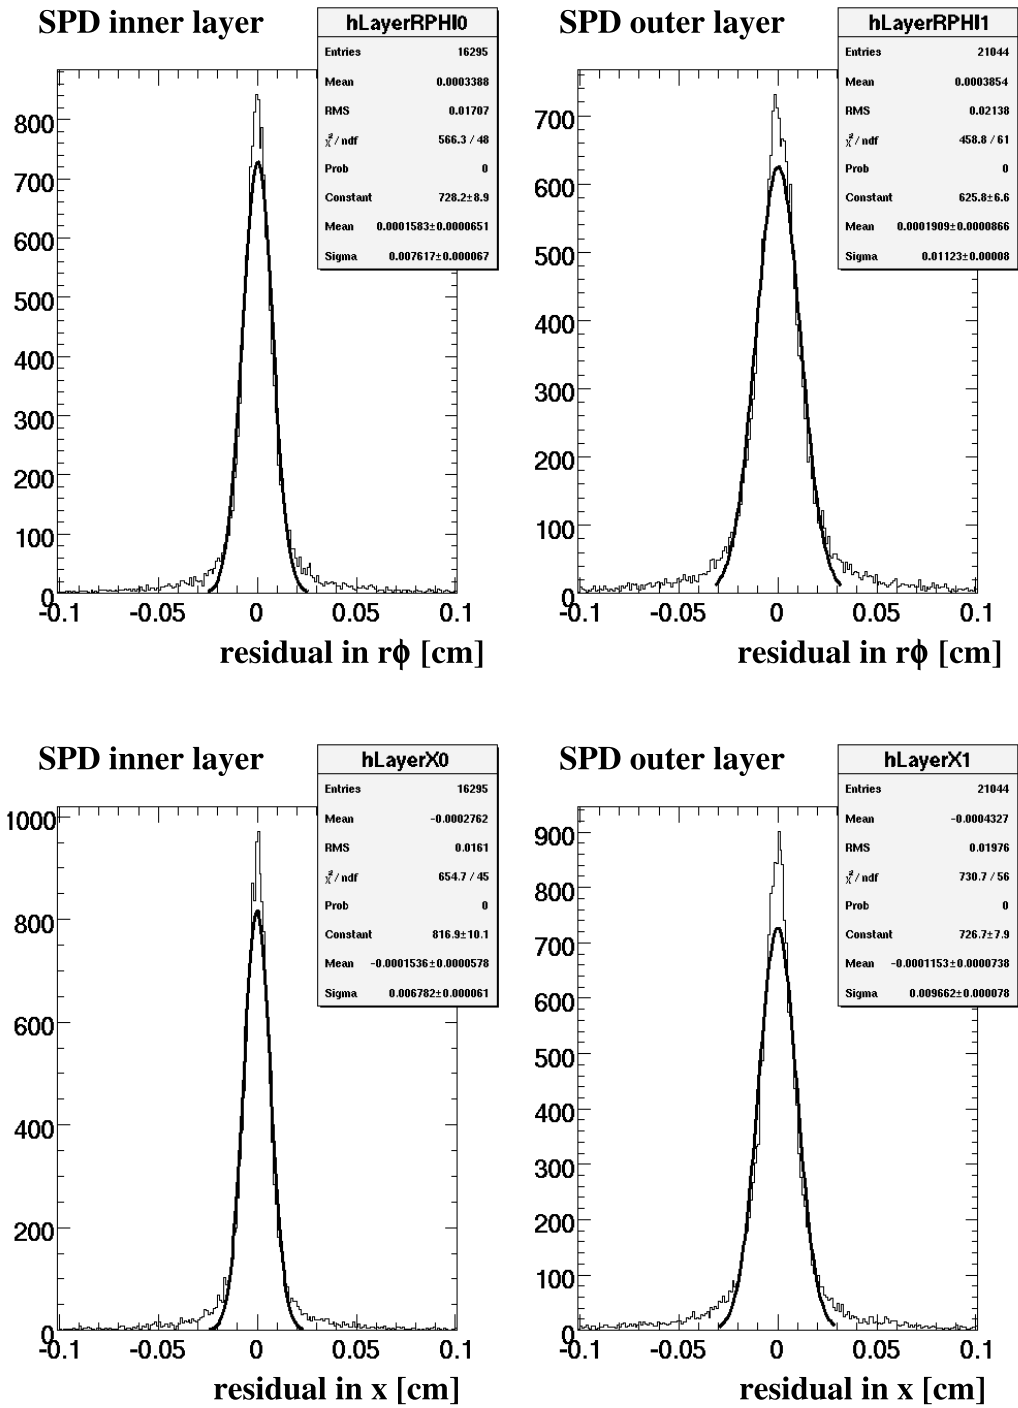 SPD inner layer
hLayerRPHI0
Entries 16295
Mean 0.0003388
RMS 0.01707
χ² / ndf 566.3 / 48
Prob 0
Constant 728.2±8.9
Mean 0.0001583±0.0000651
Sigma 0.007617±0.000067
800
700
600
500
400
300
200
100
0
-0.1 -0.05 0 0.05 0.1
residual in rϕ [cm]
SPD outer layer
hLayerRPHI1
Entries 21044
Mean 0.0003854
RMS 0.02138
χ² / ndf 458.8 / 61
Prob 0
Constant 625.8±6.6
Mean 0.0001909±0.0000866
Sigma 0.01123±0.00008
700
600
500
400
300
200
100
0
-0.1 -0.05 0 0.05 0.1
residual in rϕ [cm]
SPD inner layer
hLayerX0
Entries 16295
Mean -0.0002762
RMS 0.0161
χ² / ndf 654.7 / 45
Prob 0
Constant 816.9±10.1
Mean -0.0001536±0.0000578
Sigma 0.006782±0.000061
1000
800
600
400
200
0
-0.1 -0.05 0 0.05 0.1
residual in x [cm]
SPD outer layer
hLayerX1
Entries 21044
Mean -0.0004327
RMS 0.01976
χ² / ndf 730.7 / 56
Prob 0
Constant 726.7±7.9
Mean -0.0001153±0.0000738
Sigma 0.009662±0.000078
900
800
700
600
500
400
300
200
100
0
-0.1 -0.05 0 0.05 0.1
residual in x [cm]